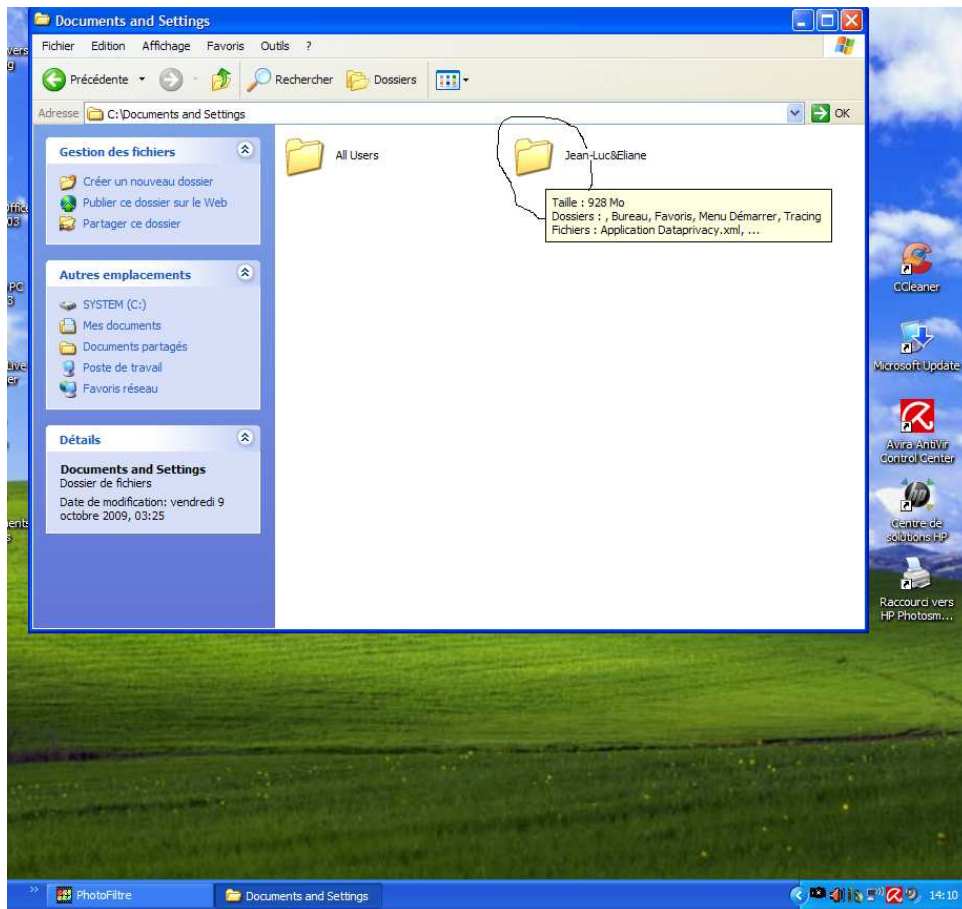 Documents and Settings
Fichier Edition Affichage Favoris Outils ?
Précédente Rechercher Dossiers
Adresse C:\Documents and Settings OK
Gestion des fichiers
Créer un nouveau dossier
Publier ce dossier sur le Web
Partager ce dossier
Autres emplacements
SYSTEM (C:)
Mes documents
Documents partagés
Poste de travail
Favoris réseau
Détails
Documents and Settings
Dossier de fichiers
Date de modification: vendredi 9
octobre 2009, 03:25
All Users
Jean-Luc&Eliane
Taille : 928 Mo
Dossiers : , Bureau, Favoris, Menu Démarrer, Tracing
Fichiers : Application Dataprivacy.xml, ...
CCleaner
Microsoft Update
Avira AntiVir
Control Center
Centre de
solutions HP
Raccourci vers
HP Photosm...
PhotoFiltre
Documents and Settings
14:10